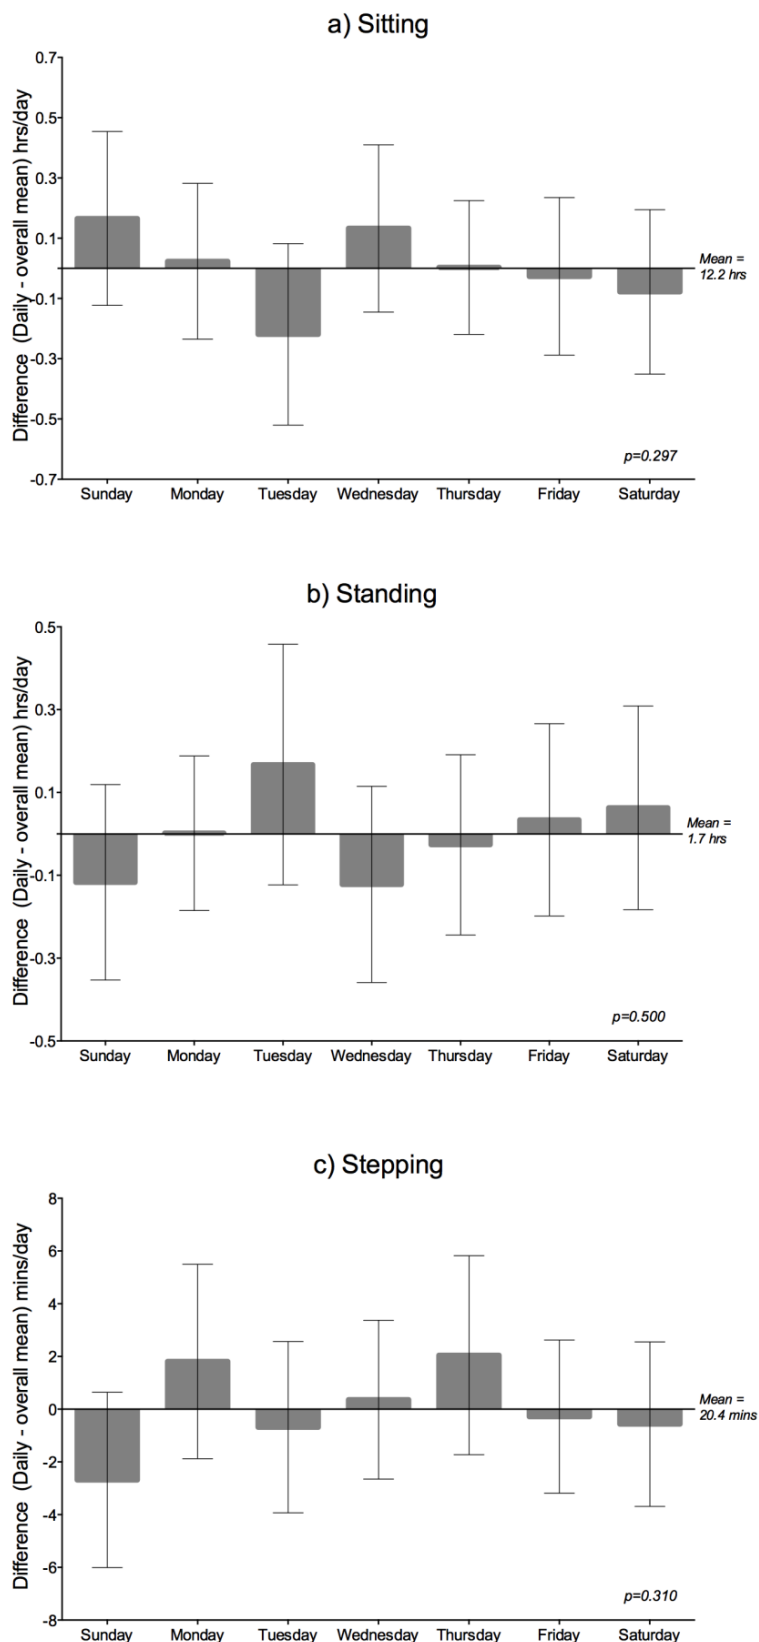 a) Sitting
Difference (Daily - overall mean) hrs/day
0.7
0.5
0.3
0.1
-0.1
-0.3
-0.5
-0.7
Mean =
12.2 hrs
p=0.297
Sunday Monday Tuesday Wednesday Thursday Friday Saturday
b) Standing
Difference (Daily - overall mean) hrs/day
0.5
0.3
0.1
-0.1
-0.3
-0.5
Mean =
1.7 hrs
p=0.500
Sunday Monday Tuesday Wednesday Thursday Friday Saturday
c) Stepping
Difference (Daily - overall mean) mins/day
8
6
4
2
0
-2
-4
-6
-8
Mean =
20.4 mins
p=0.310
Sunday Monday Tuesday Wednesday Thursday Friday Saturday